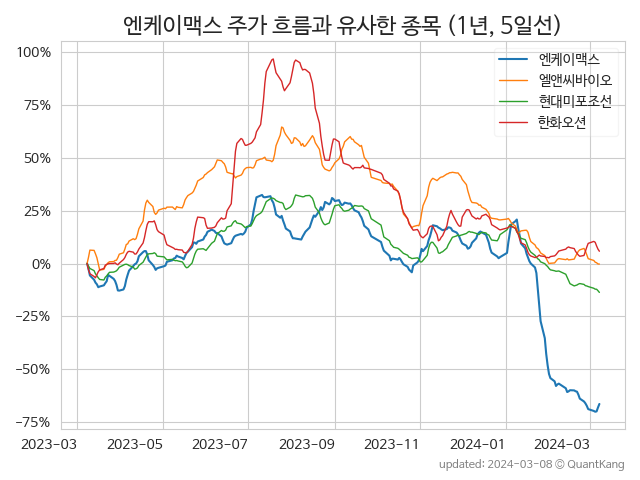 엔케이맥스 주가 흐름과 유사한 종목 (1년, 5일선)
엔케이맥스
엘앤씨바이오
현대미포조선
한화오션
100%
75%
50%
25%
0%
−25%
−50%
−75%
2023-03 2023-05 2023-07 2023-09 2023-11 2024-01 2024-03
updated: 2024-03-08 © QuantKang